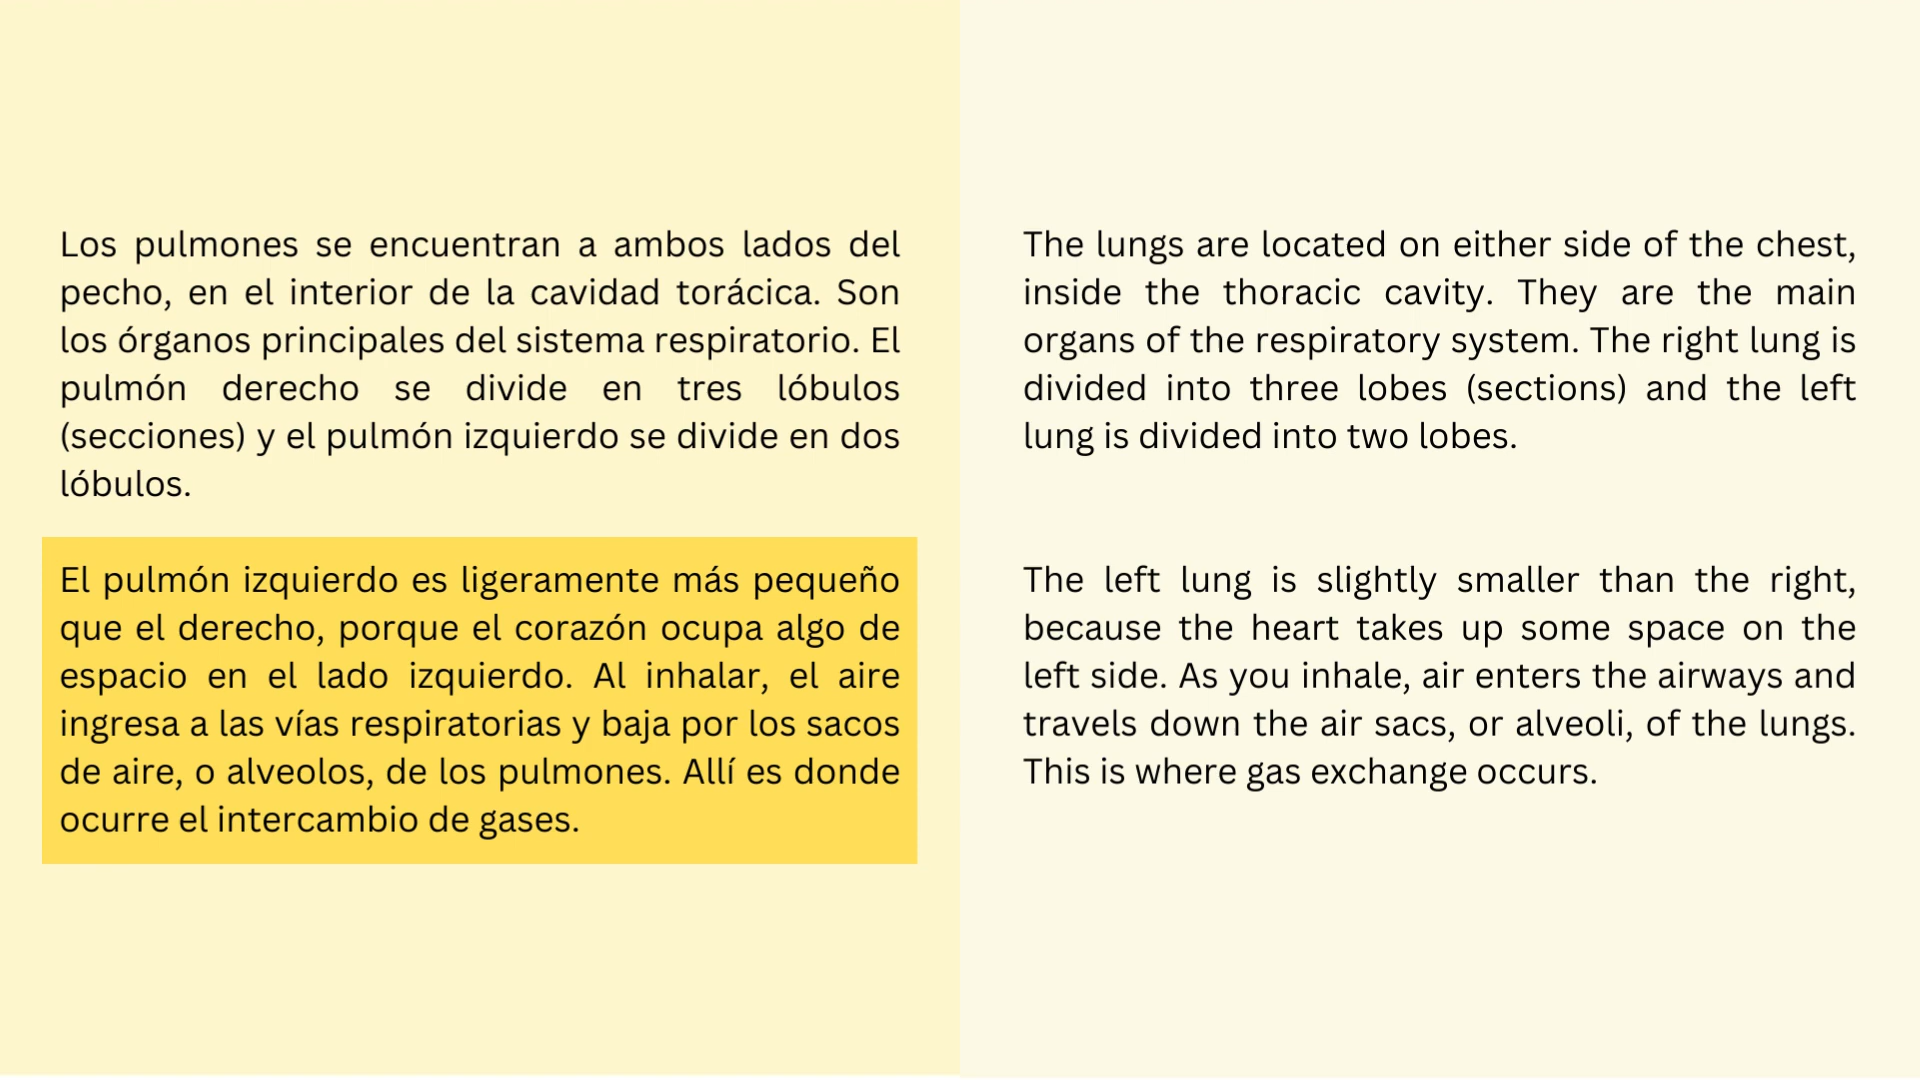 Los pulmones se encuentran a ambos lados del
pecho, en el interior de la cavidad torácica. Son
los órganos principales del sistema respiratorio. El
pulmón derecho se divide en tres lóbulos
(secciones) y el pulmón izquierdo se divide en dos
lóbulos.
El pulmón izquierdo es ligeramente más pequeño
que el derecho, porque el corazón ocupa algo de
espacio en el lado izquierdo. Al inhalar, el aire
ingresa a las vías respiratorias y baja por los sacos
de aire, o alveolos, de los pulmones. Allí es donde
ocurre el intercambio de gases.
The lungs are located on either side of the chest,
inside the thoracic cavity. They are the main
organs of the respiratory system. The right lung is
divided into three lobes (sections) and the left
lung is divided into two lobes.
The left lung is slightly smaller than the right,
because the heart takes up some space on the
left side. As you inhale, air enters the airways and
travels down the air sacs, or alveoli, of the lungs.
This is where gas exchange occurs.